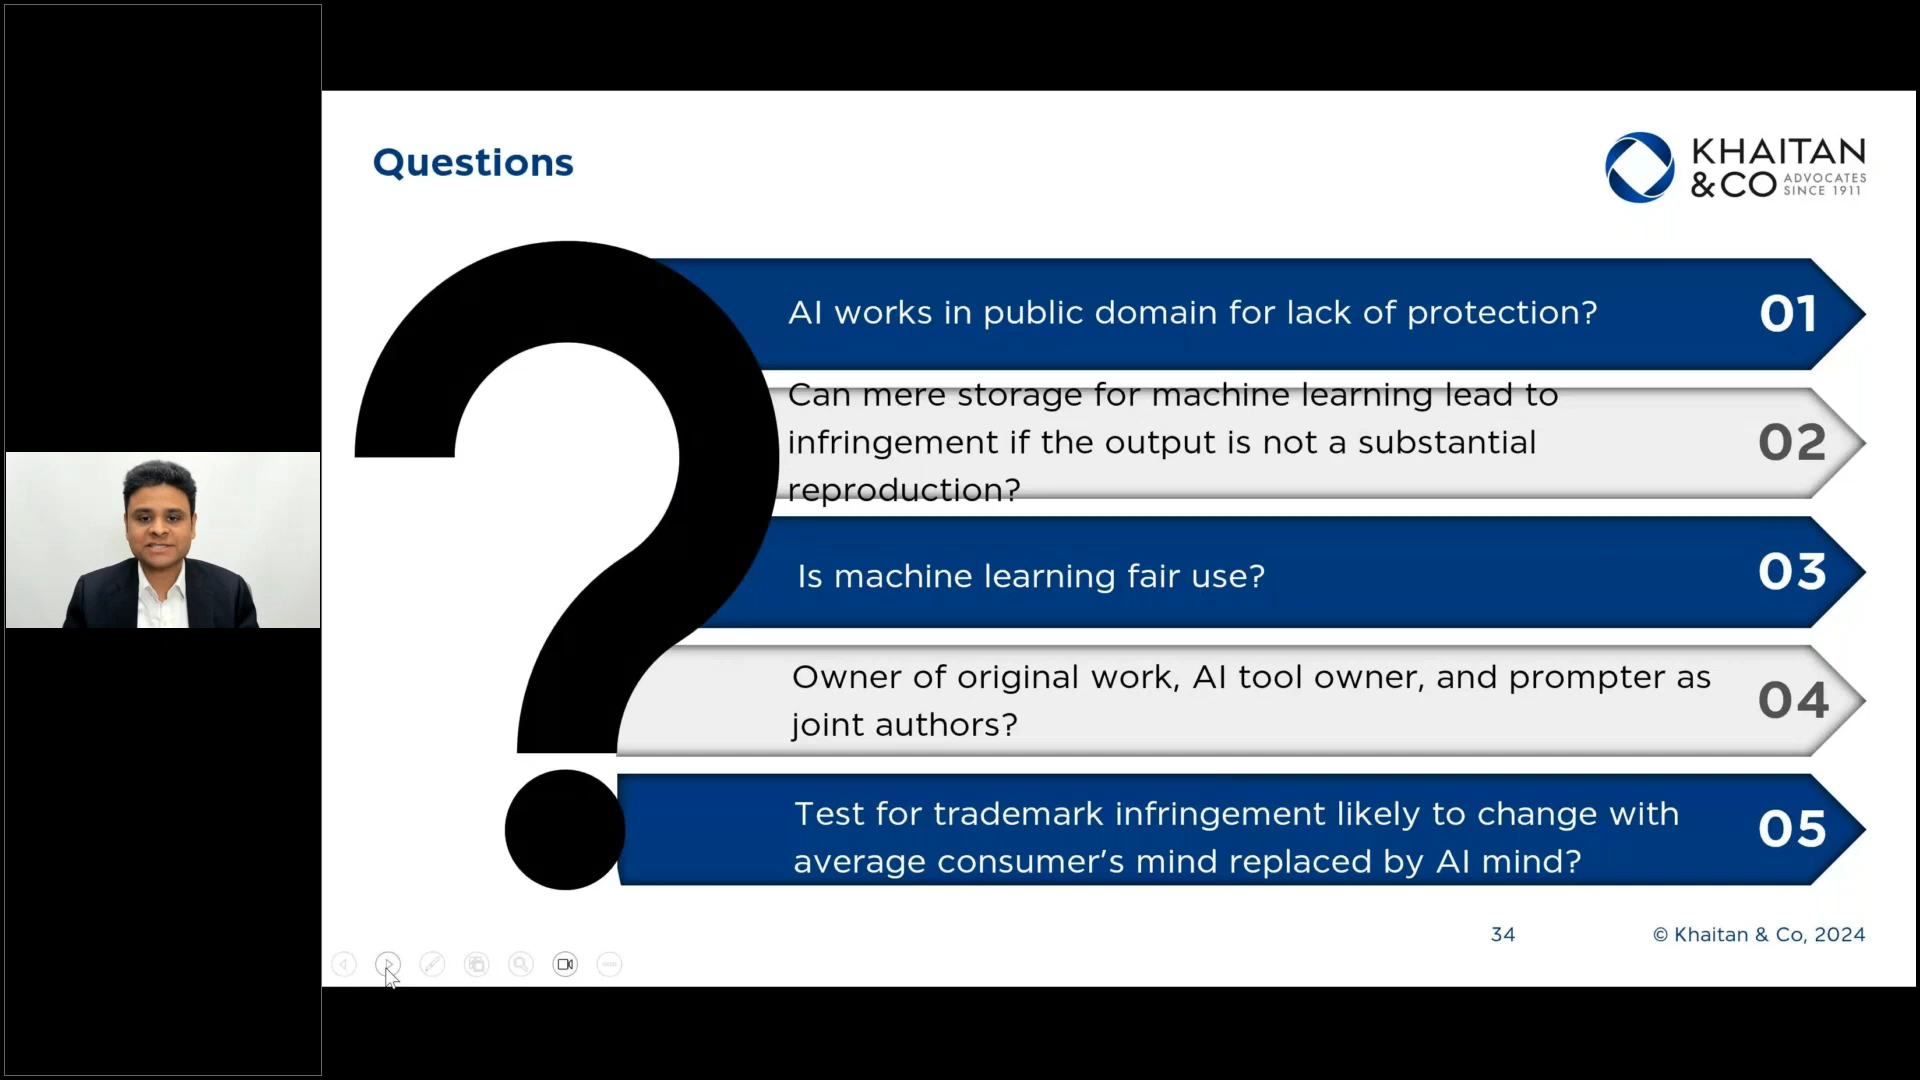 Questions
KHAITAN
&CO ADVOCATES
SINCE 1911
AI works in public domain for lack of protection?
01
Can mere storage for machine learning lead to
infringement if the output is not a substantial
reproduction?
02
Is machine learning fair use?
03
Owner of original work, AI tool owner, and prompter as
joint authors?
04
Test for trademark infringement likely to change with
average consumer’s mind replaced by AI mind?
05
34
© Khaitan & Co, 2024